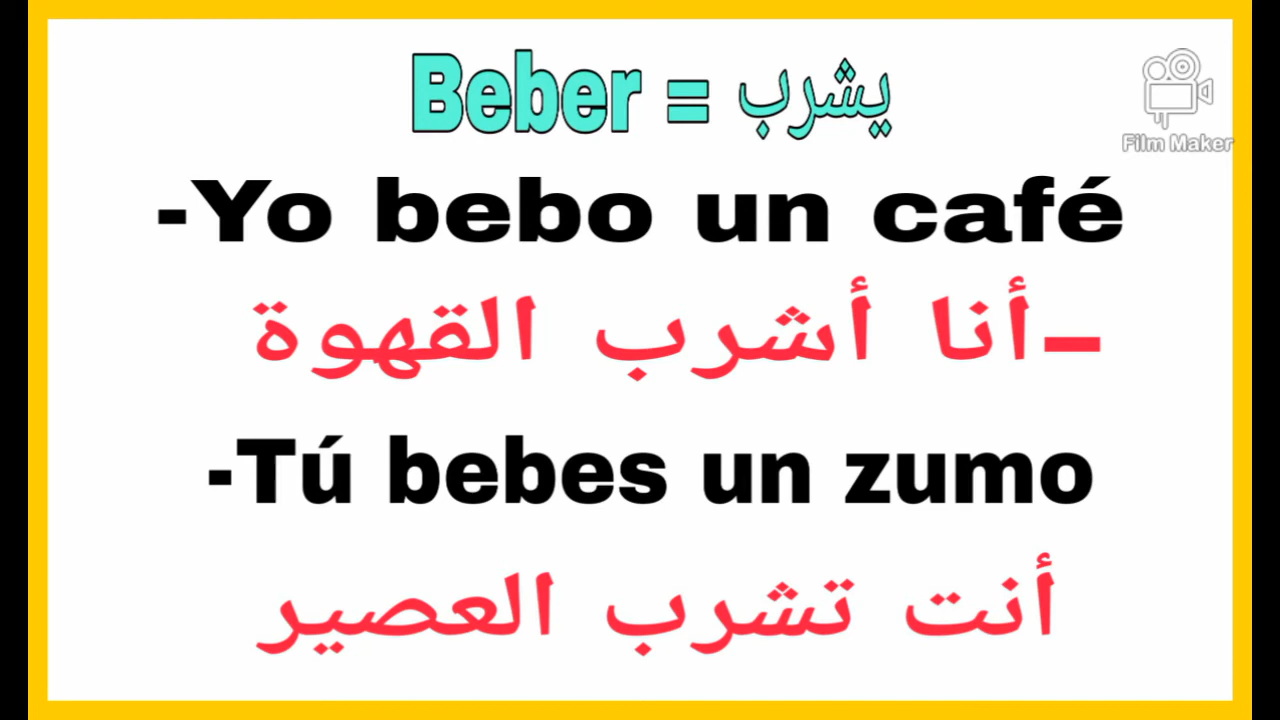 Beber = يشرب
Film Maker
-Yo bebo un café
-أنا أشرب القهوة
-Tú bebes un zumo
أنت تشرب العصير